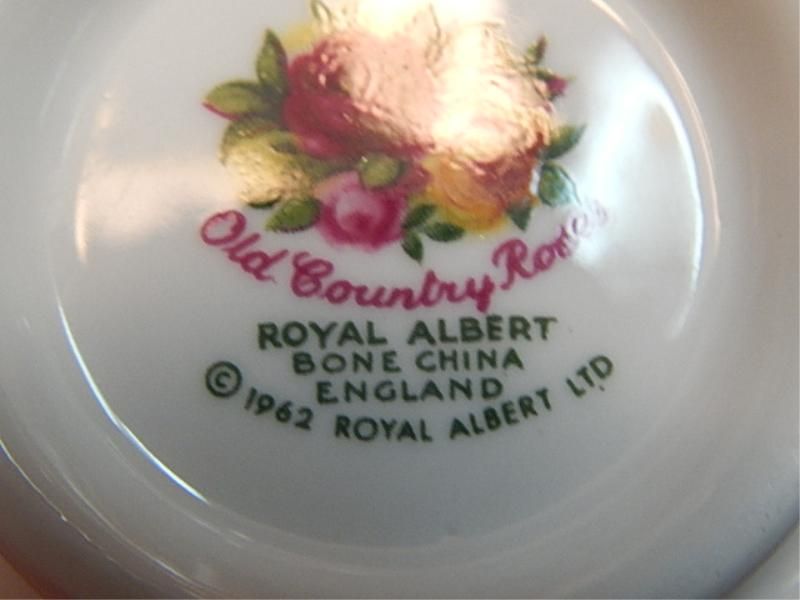 Old Country Roses
ROYAL ALBERT
BONE CHINA
ENGLAND
© 1962 ROYAL ALBERT LTD